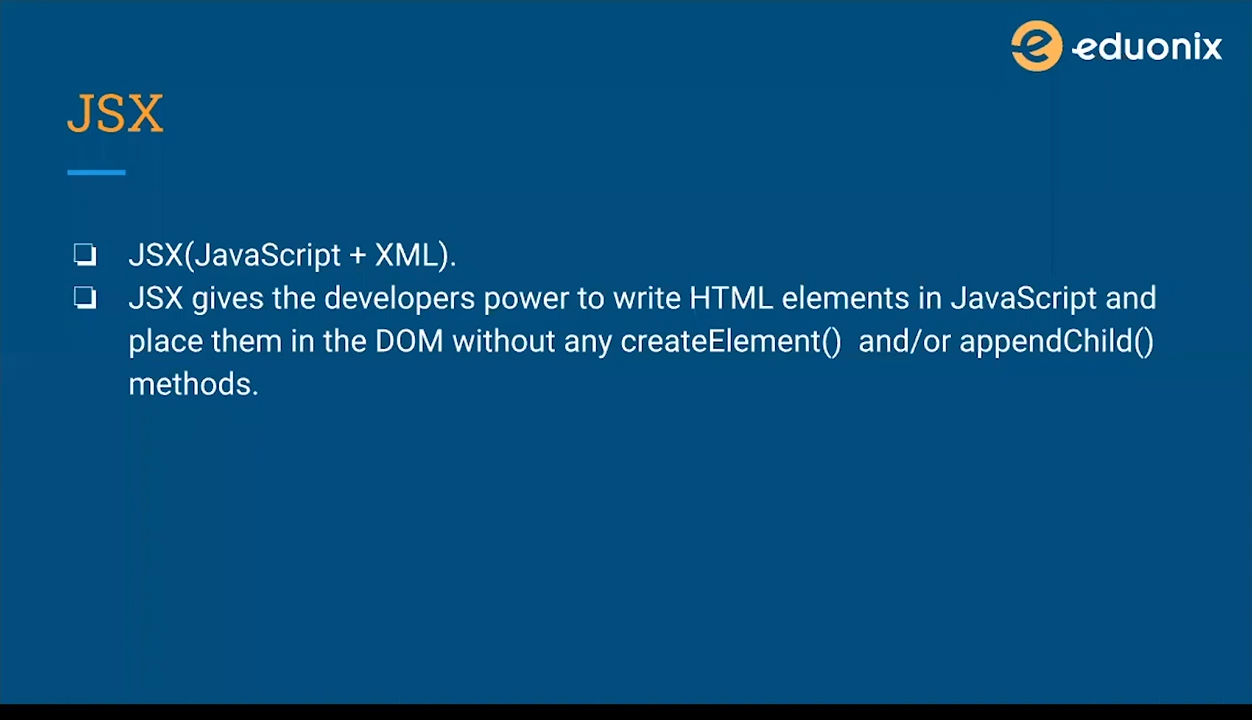 eduonix
JSX
❏ JSX(JavaScript + XML).
❏ JSX gives the developers power to write HTML elements in JavaScript and
place them in the DOM without any createElement()  and/or appendChild()
methods.